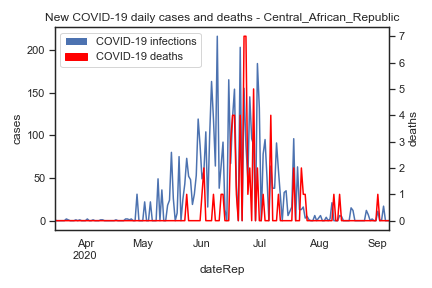 New COVID-19 daily cases and deaths - Central_African_Republic
COVID-19 infections
COVID-19 deaths
cases
200
150
100
50
0
deaths
7
6
5
4
3
2
1
0
Apr
2020
May
Jun
Jul
Aug
Sep
dateRep